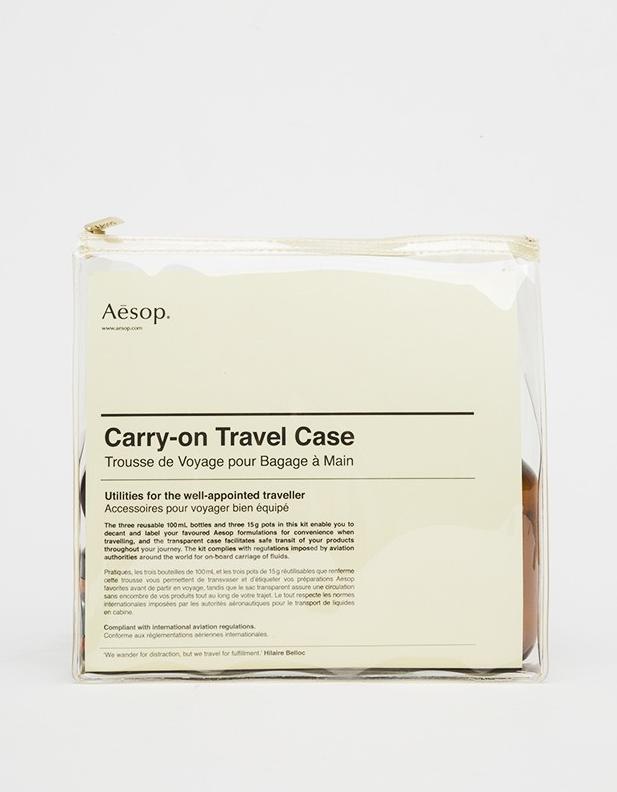 Aēsop.
www.aesop.com
Carry-on Travel Case
Trousse de Voyage pour Bagage à Main
Utilities for the well-appointed traveller
Accessoires pour voyager bien équipé
The three reusable 100mL bottles and three 15g pots in this kit enable you to
decant and label your favoured Aesop formulations for convenience when
travelling, and the transparent case facilitates safe transit of your products
throughout your journey. The kit complies with regulations imposed by aviation
authorities around the world for on-board carriage of fluids.
Pratiques, les trois bouteilles de 100mL et les trois pots de 15g réutilisables que renferme
cette trousse vous permettent de transvaser et d'étiqueter vos préparations Aesop
favorites avant de partir en voyage, tandis que le sac transparent assure une circulation
sans encombre de vos produits tout au long de votre trajet. Le tout respecte les normes
internationales imposées par les autorités aéronautiques pour le transport de liquides
en cabine.
Compliant with international aviation regulations.
Conforme aux réglementations aériennes internationales.
'We wander for distraction, but we travel for fulfillment.' Hilaire Belloc